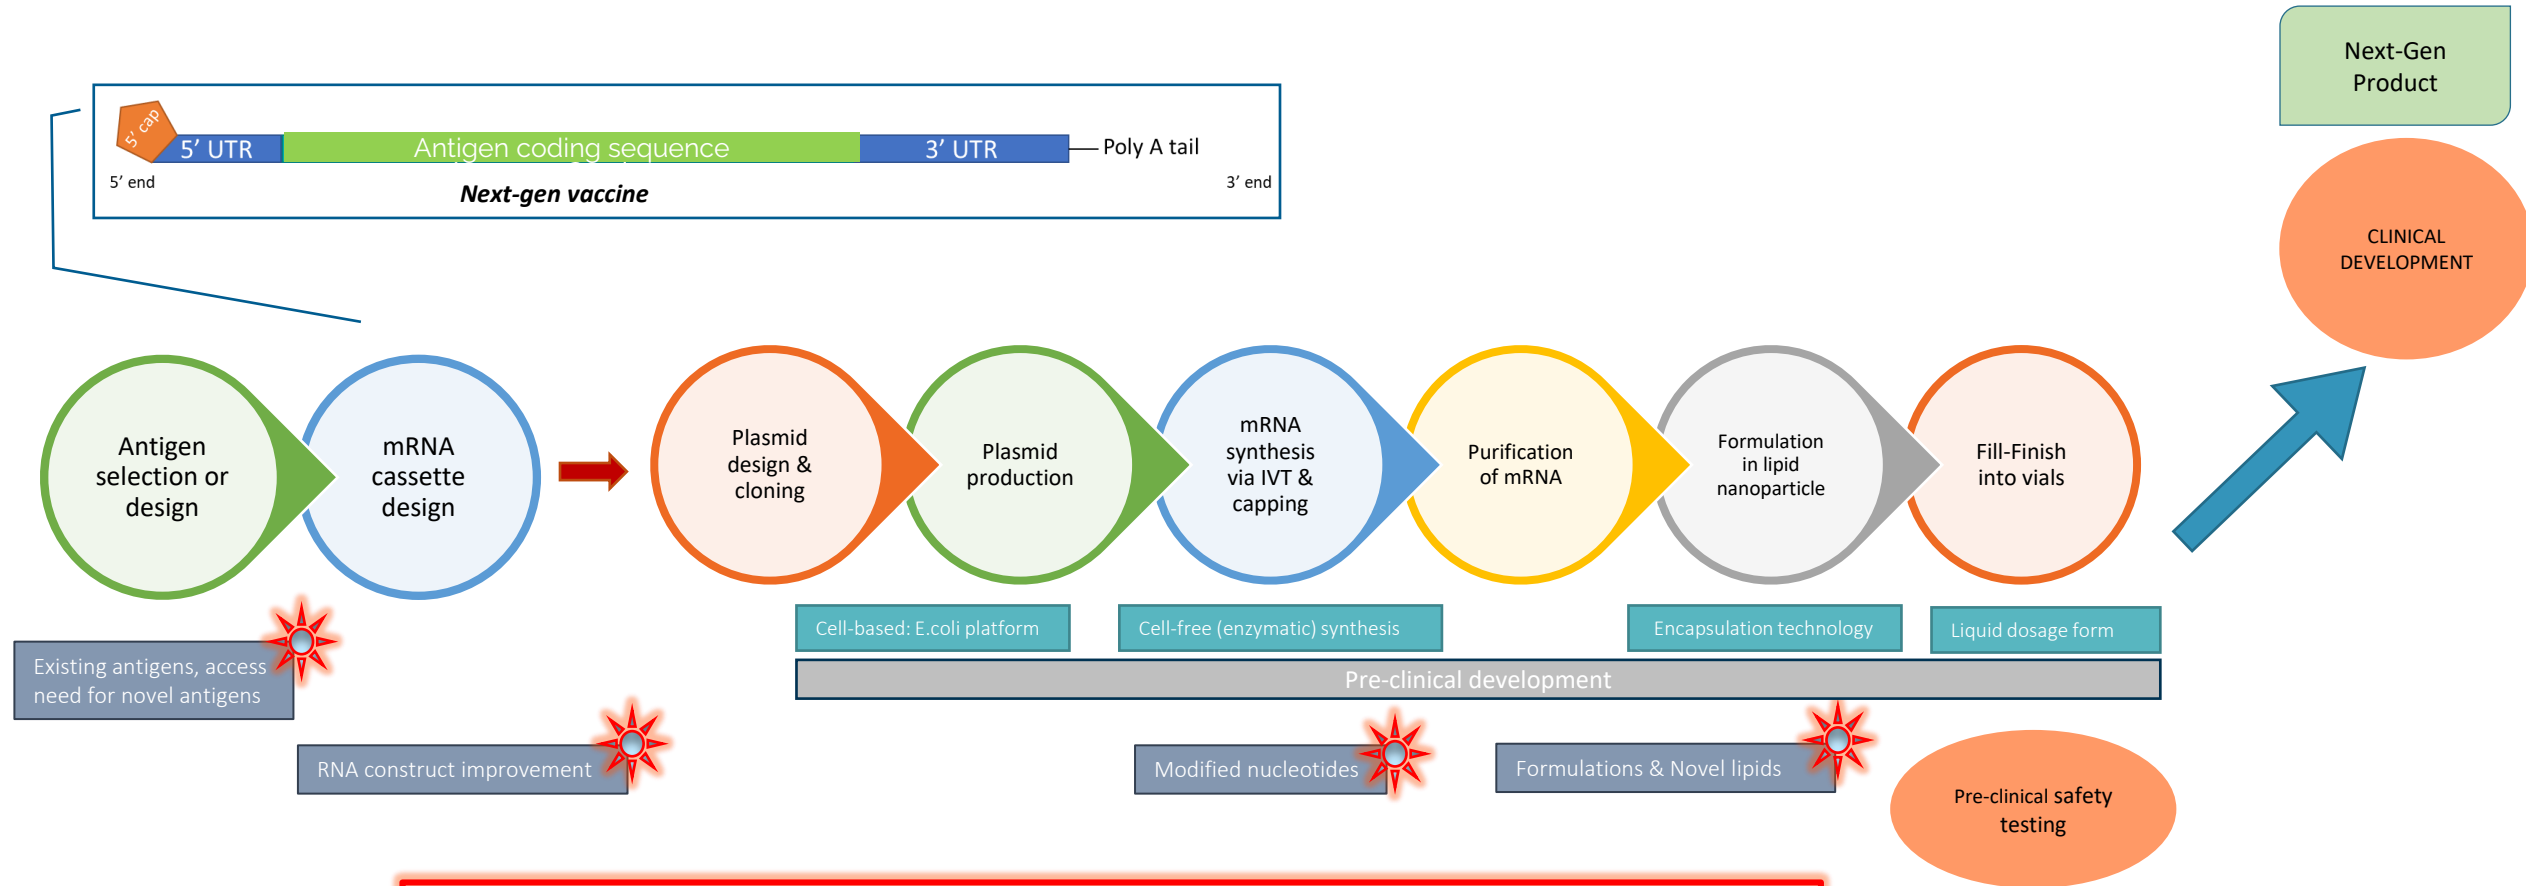 Next-Gen
Product
5' cap
5' UTR
Antigen coding sequence
3' UTR
Poly A tail
5' end
Next-gen vaccine
3' end
CLINICAL
DEVELOPMENT
Antigen
selection or
design
mRNA
cassette
design
Plasmid
design &
cloning
Plasmid
production
mRNA
synthesis
via IVT &
capping
Purification
of mRNA
Formulation
in lipid
nanoparticle
Fill-Finish
into vials
Cell-based: E.coli platform
Cell-free (enzymatic) synthesis
Encapsulation technology
Liquid dosage form
Existing antigens, access
need for novel antigens
Pre-clinical development
RNA construct improvement
Modified nucleotides
Formulations & Novel lipids
Pre-clinical safety
testing